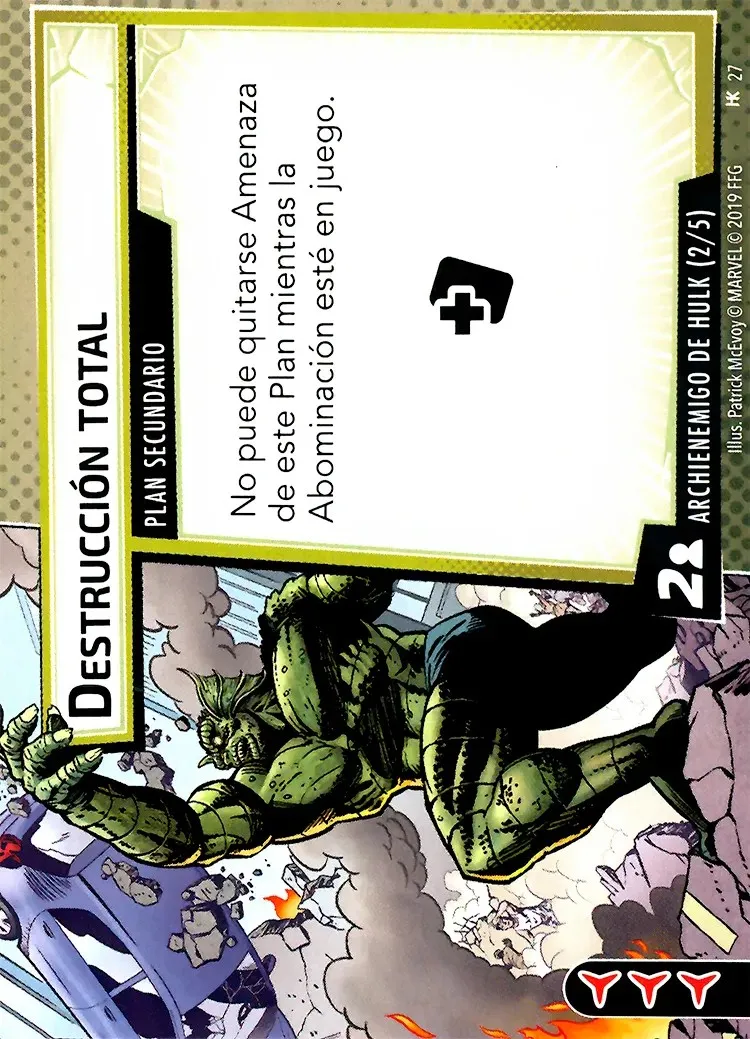 DESTRUCCIÓN TOTAL
PLAN SECUNDARIO
No puede quitarse Amenaza
de este Plan mientras la
Abominación esté en juego.
2
ARCHIENEMIGO DE HULK (2/5)
Illus. Patrick McEvoy © MARVEL © 2019 FFG
HK 27